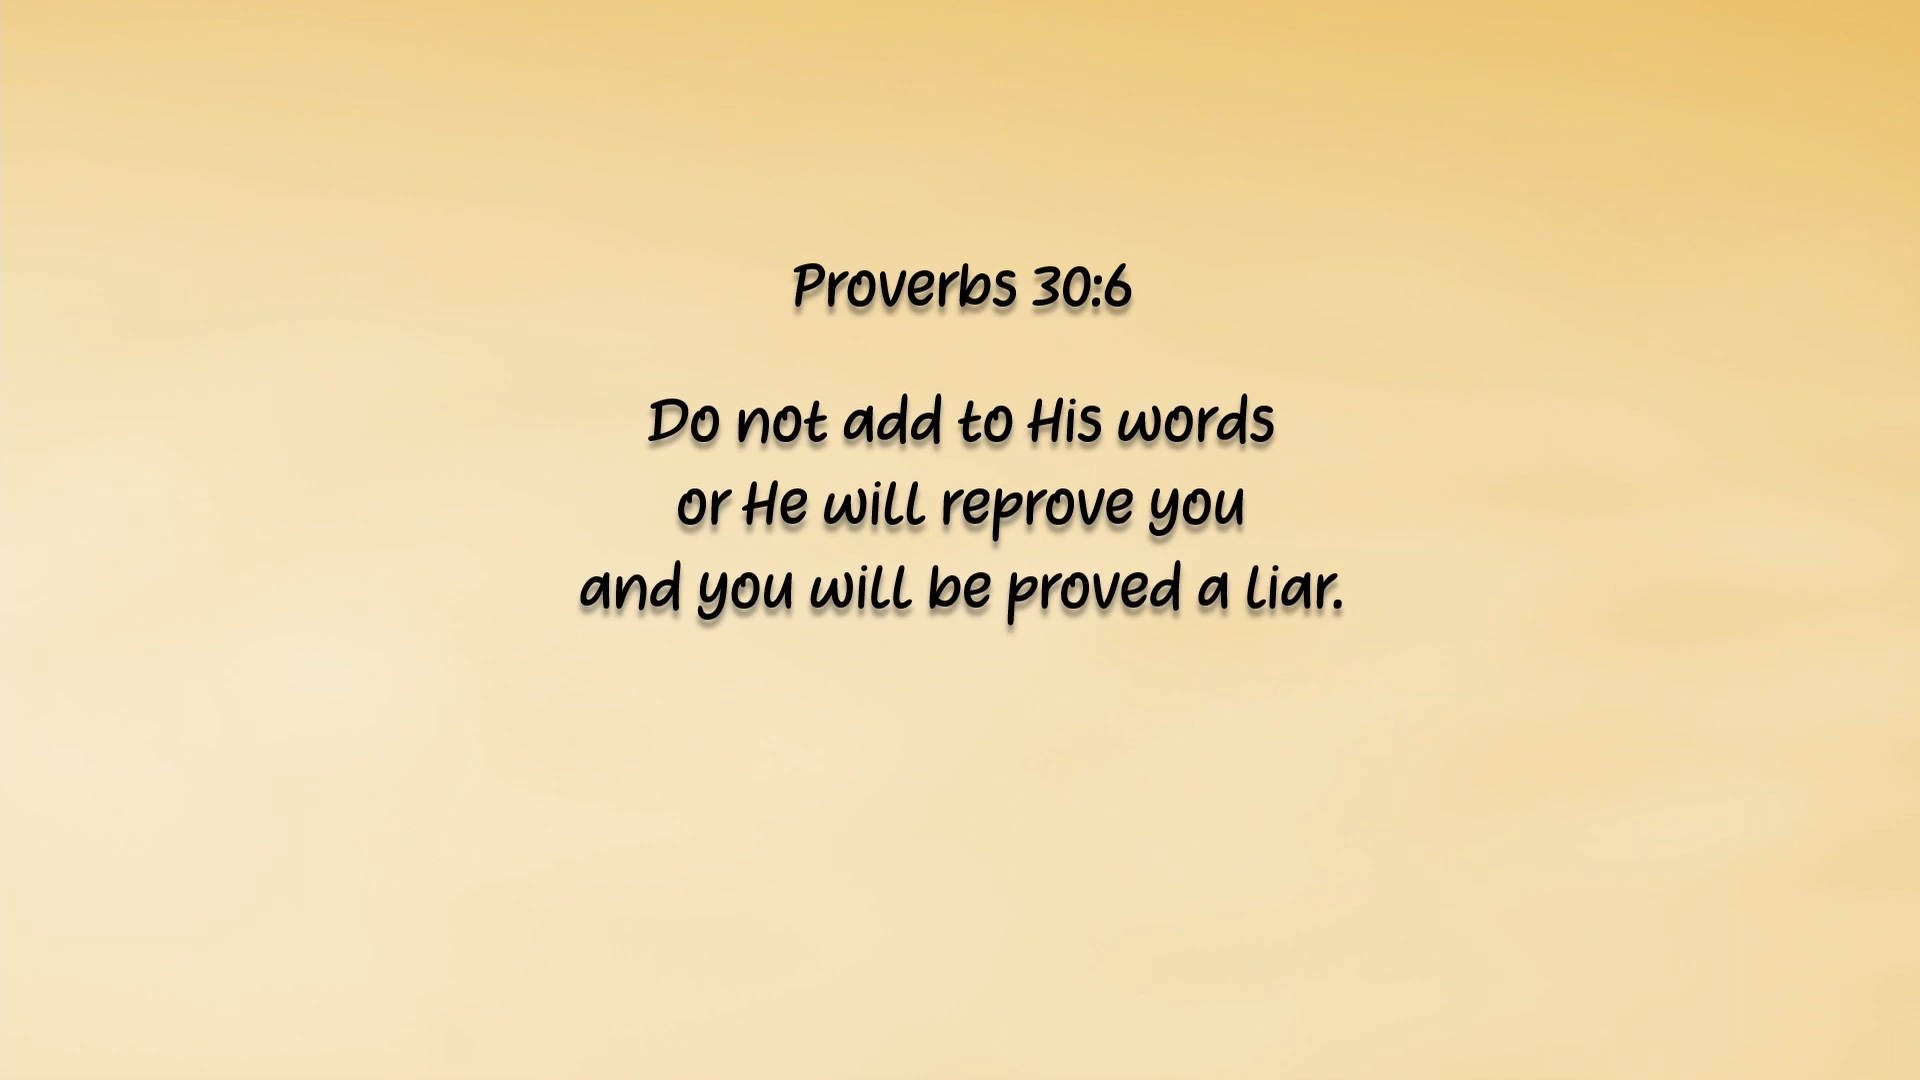 Proverbs 30:6
Do not add to His words
or He will reprove you
and you will be proved a liar.